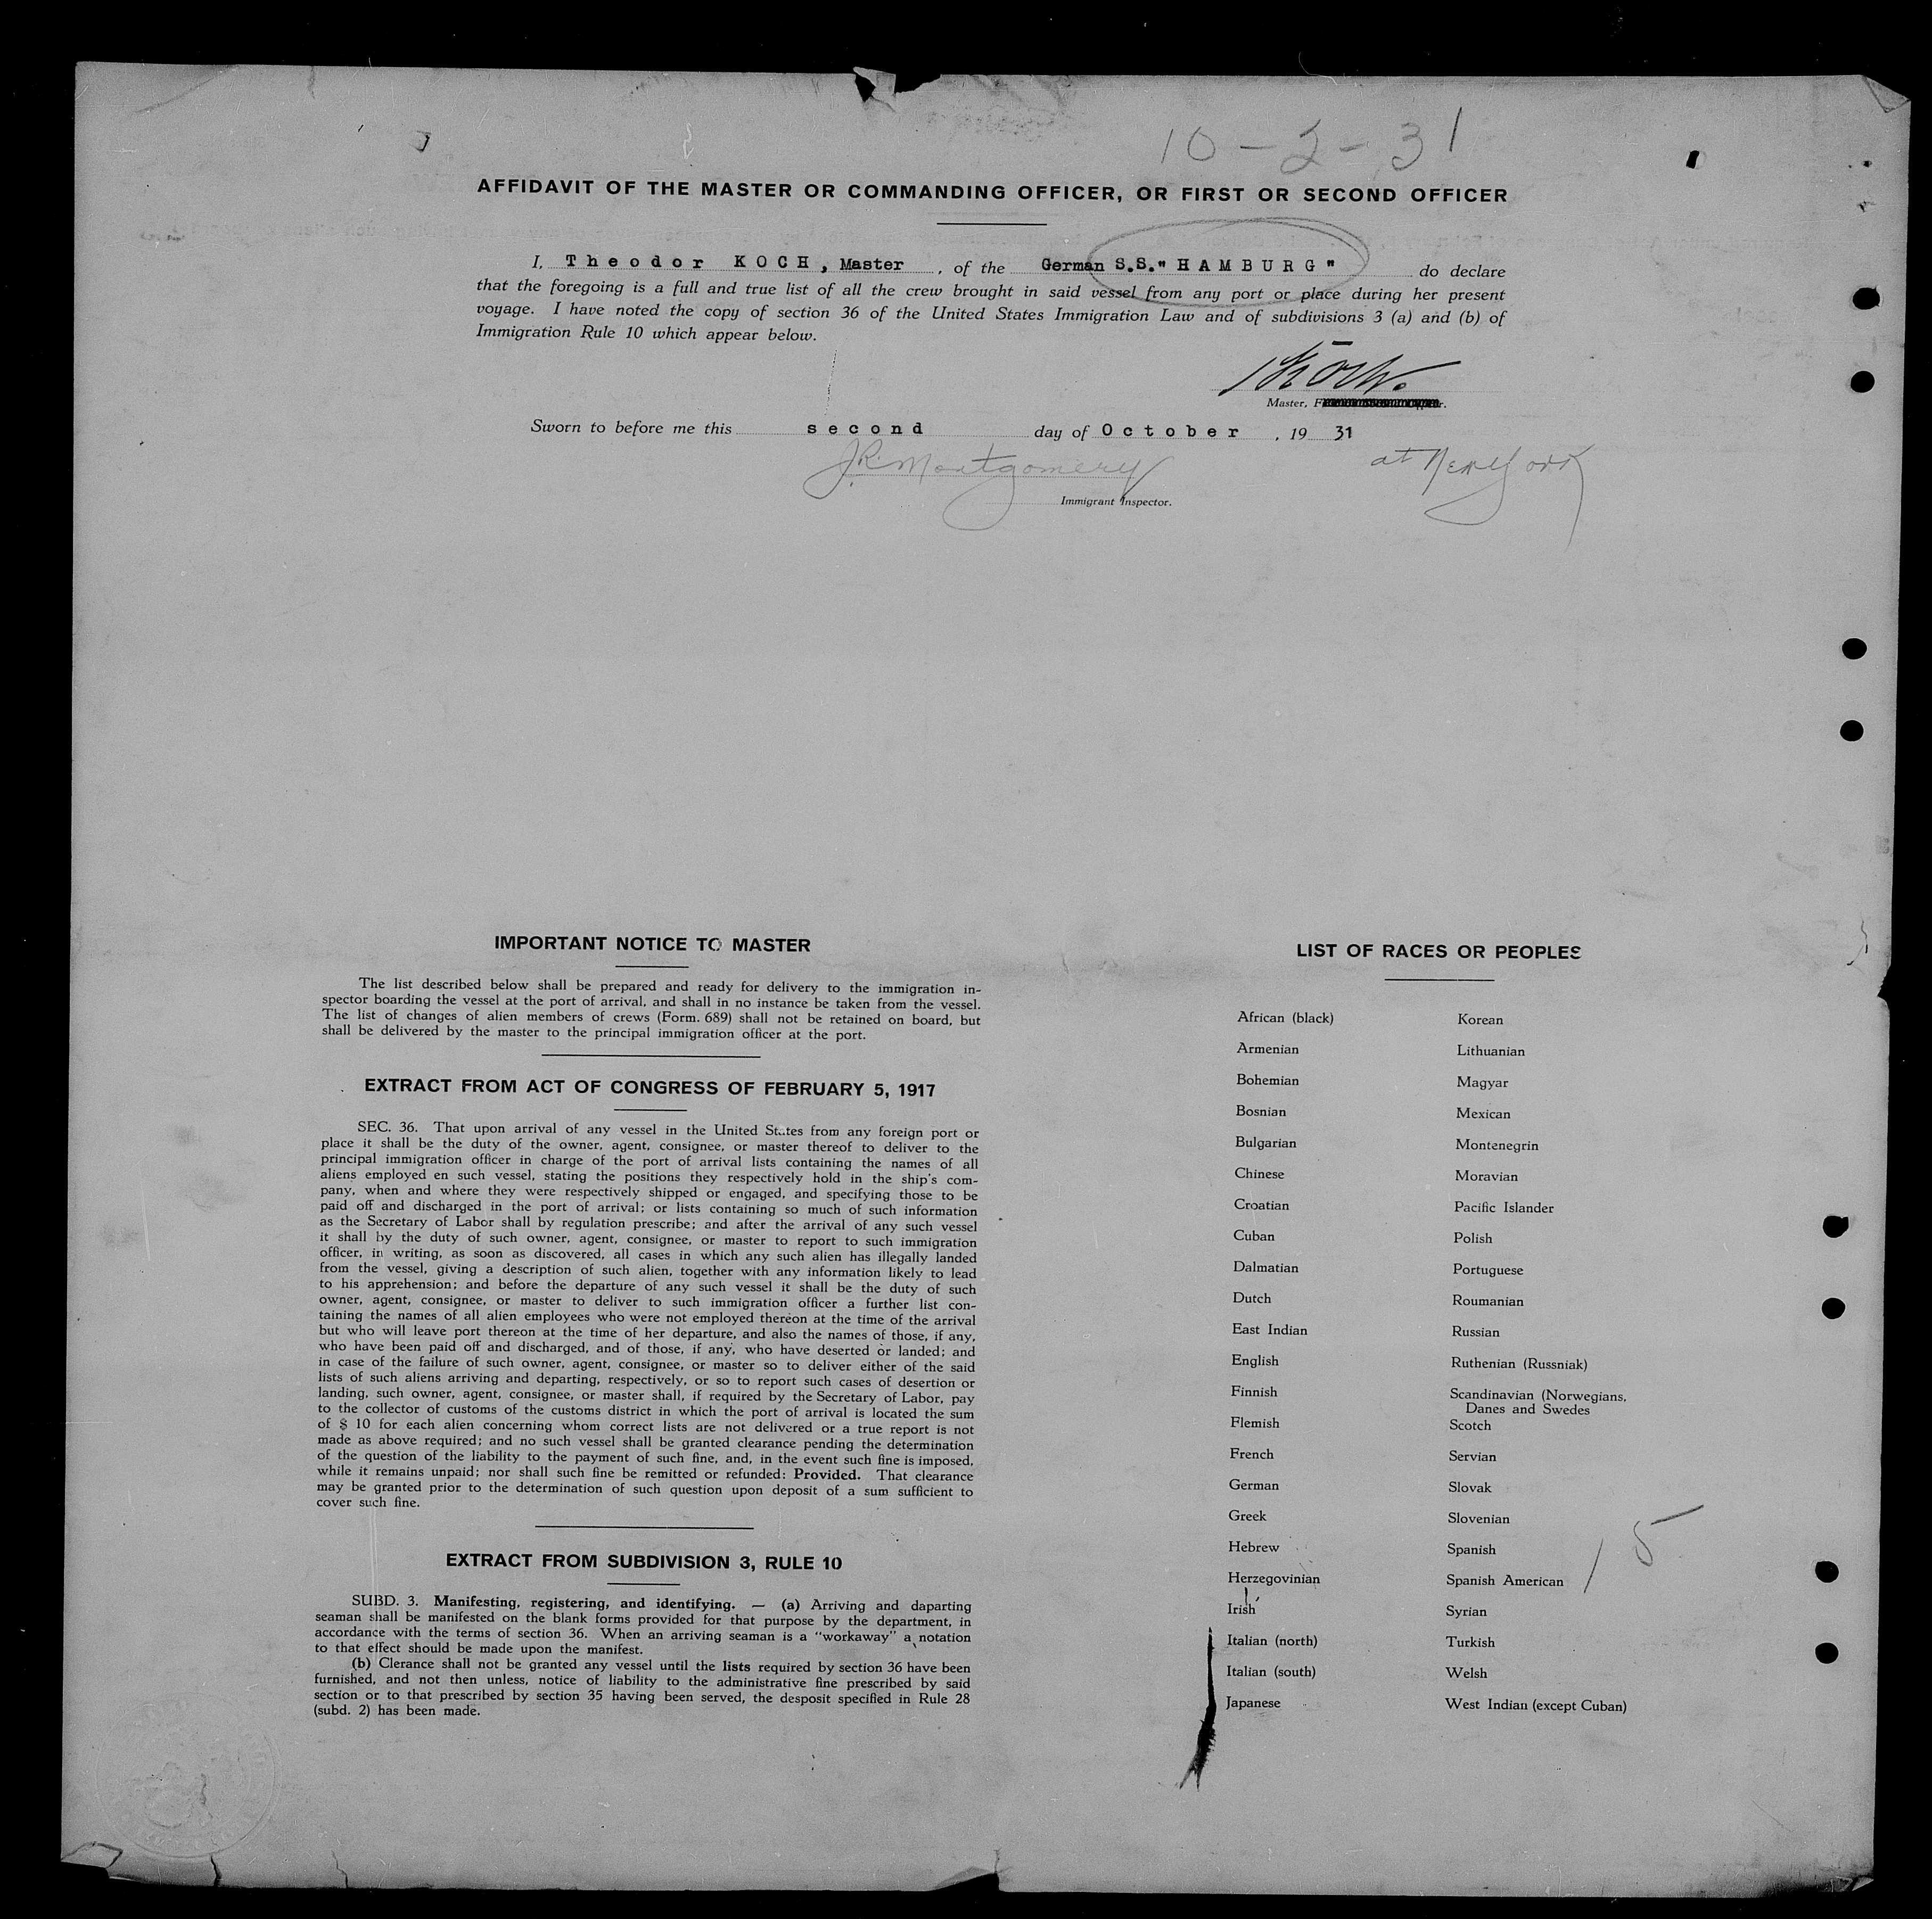 10-2-31
AFFIDAVIT OF THE MASTER OR COMMANDING OFFICER, OR FIRST OR SECOND OFFICER
I, Theodor KOCH, Master, of the German S.S."HAMBURG" do declare
that the foregoing is a full and true list of all the crew brought in said vessel from any port or place during her present
voyage. I have noted the copy of section 36 of the United States Immigration Law and of subdivisions 3 (a) and (b) of
Immigration Rule 10 which appear below.
Master,
Sworn to before me this second day of October, 19 31
J.R. Montgomery at New York
Immigrant Inspector.
IMPORTANT NOTICE TO MASTER
The list described below shall be prepared and ready for delivery to the immigration in-
spector boarding the vessel at the port of arrival, and shall in no instance be taken from the vessel.
The list of changes of alien members of crews (Form. 689) shall not be retained on board, but
shall be delivered by the master to the principal immigration officer at the port.
EXTRACT FROM ACT OF CONGRESS OF FEBRUARY 5, 1917
SEC. 36. That upon arrival of any vessel in the United States from any foreign port or
place it shall be the duty of the owner, agent, consignee, or master thereof to deliver to the
principal immigration officer in charge of the port of arrival lists containing the names of all
aliens employed en such vessel, stating the positions they respectively hold in the ship's com-
pany, when and where they were respectively shipped or engaged, and specifying those to be
paid off and discharged in the port of arrival; or lists containing so much of such information
as the Secretary of Labor shall by regulation prescribe; and after the arrival of any such vessel
it shall by the duty of such owner, agent, consignee, or master to report to such immigration
officer, in writing, as soon as discovered, all cases in which any such alien has illegally landed
from the vessel, giving a description of such alien, together with any information likely to lead
to his apprehension; and before the departure of any such vessel it shall be the duty of such
owner, agent, consignee, or master to deliver to such immigration officer a further list con-
taining the names of all alien employees who were not employed thereon at the time of the arrival
but who will leave port thereon at the time of her departure, and also the names of those, if any,
who have been paid off and discharged, and of those, if any, who have deserted or landed; and
in case of the failure of such owner, agent, consignee, or master so to deliver either of the said
lists of such aliens arriving and departing, respectively, or so to report such cases of desertion or
landing, such owner, agent, consignee, or master shall, if required by the Secretary of Labor, pay
to the collector of customs of the customs district in which the port of arrival is located the sum
of $ 10 for each alien concerning whom correct lists are not delivered or a true report is not
made as above required; and no such vessel shall be granted clearance pending the determination
of the question of the liability to the payment of such fine, and, in the event such fine is imposed,
while it remains unpaid; nor shall such fine be remitted or refunded: Provided. That clearance
may be granted prior to the determination of such question upon deposit of a sum sufficient to
cover such fine.
EXTRACT FROM SUBDIVISION 3, RULE 10
SUBD. 3. Manifesting, registering, and identifying. — (a) Arriving and daparting
seaman shall be manifested on the blank forms provided for that purpose by the department, in
accordance with the terms of section 36. When an arriving seaman is a "workaway" a notation
to that effect should be made upon the manifest.
(b) Clerance shall not be granted any vessel until the lists required by section 36 have been
furnished, and not then unless, notice of liability to the administrative fine prescribed by said
section or to that prescribed by section 35 having been served, the desposit specified in Rule 28
(subd. 2) has been made.
LIST OF RACES OR PEOPLES
African (black)
Armenian
Bohemian
Bosnian
Bulgarian
Chinese
Croatian
Cuban
Dalmatian
Dutch
East Indian
English
Finnish
Flemish
French
German
Greek
Hebrew
Herzegovinian
Irish
Italian (north)
Italian (south)
Japanese
Korean
Lithuanian
Magyar
Mexican
Montenegrin
Moravian
Pacific Islander
Polish
Portuguese
Roumanian
Russian
Ruthenian (Russniak)
Scandinavian (Norwegians,
Danes and Swedes
Scotch
Servian
Slovak
Slovenian
Spanish
Spanish American
Syrian
Turkish
Welsh
West Indian (except Cuban)
15